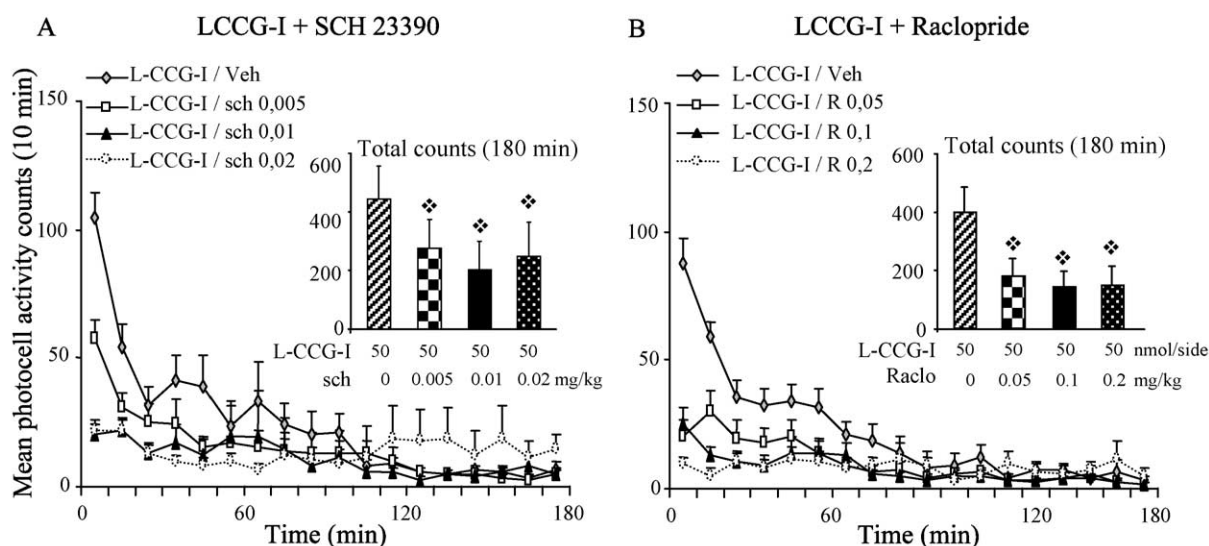 A LCCG-I + SCH 23390
L-CCG-I / Veh
L-CCG-I / sch 0,005
L-CCG-I / sch 0,01
L-CCG-I / sch 0,02
Mean photocell activity counts (10 min)
150
100
50
0
0 60 120 180
Time (min)
Total counts (180 min)
600
400
200
0
L-CCG-I 50 50 50 50
sch 0 0.005 0.01 0.02 mg/kg
B LCCG-I + Raclopride
L-CCG-I / Veh
L-CCG-I / R 0,05
L-CCG-I / R 0,1
L-CCG-I / R 0,2
150
100
50
0
0 60 120 180
Time (min)
Total counts (180 min)
600
400
200
0
L-CCG-I 50 50 50 50 nmol/side
Raclo 0 0.05 0.1 0.2 mg/kg